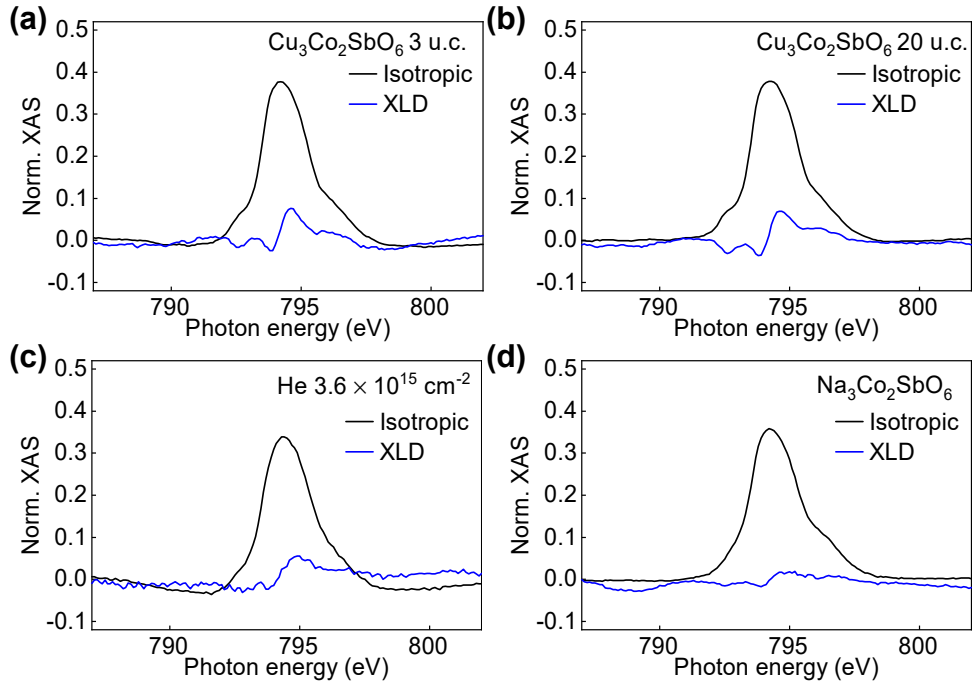 (a)
Cu₃Co₂SbO₆ 3 u.c.
Isotropic
XLD
Norm. XAS
0.5
0.4
0.3
0.2
0.1
0.0
-0.1
790 795 800
Photon energy (eV)
(b)
Cu₃Co₂SbO₆ 20 u.c.
Isotropic
XLD
Norm. XAS
0.5
0.4
0.3
0.2
0.1
0.0
-0.1
790 795 800
Photon energy (eV)
(c)
He 3.6 × 10¹⁵ cm⁻²
Isotropic
XLD
Norm. XAS
0.5
0.4
0.3
0.2
0.1
0.0
-0.1
790 795 800
Photon energy (eV)
(d)
Na₃Co₂SbO₆
Isotropic
XLD
Norm. XAS
0.5
0.4
0.3
0.2
0.1
0.0
-0.1
790 795 800
Photon energy (eV)